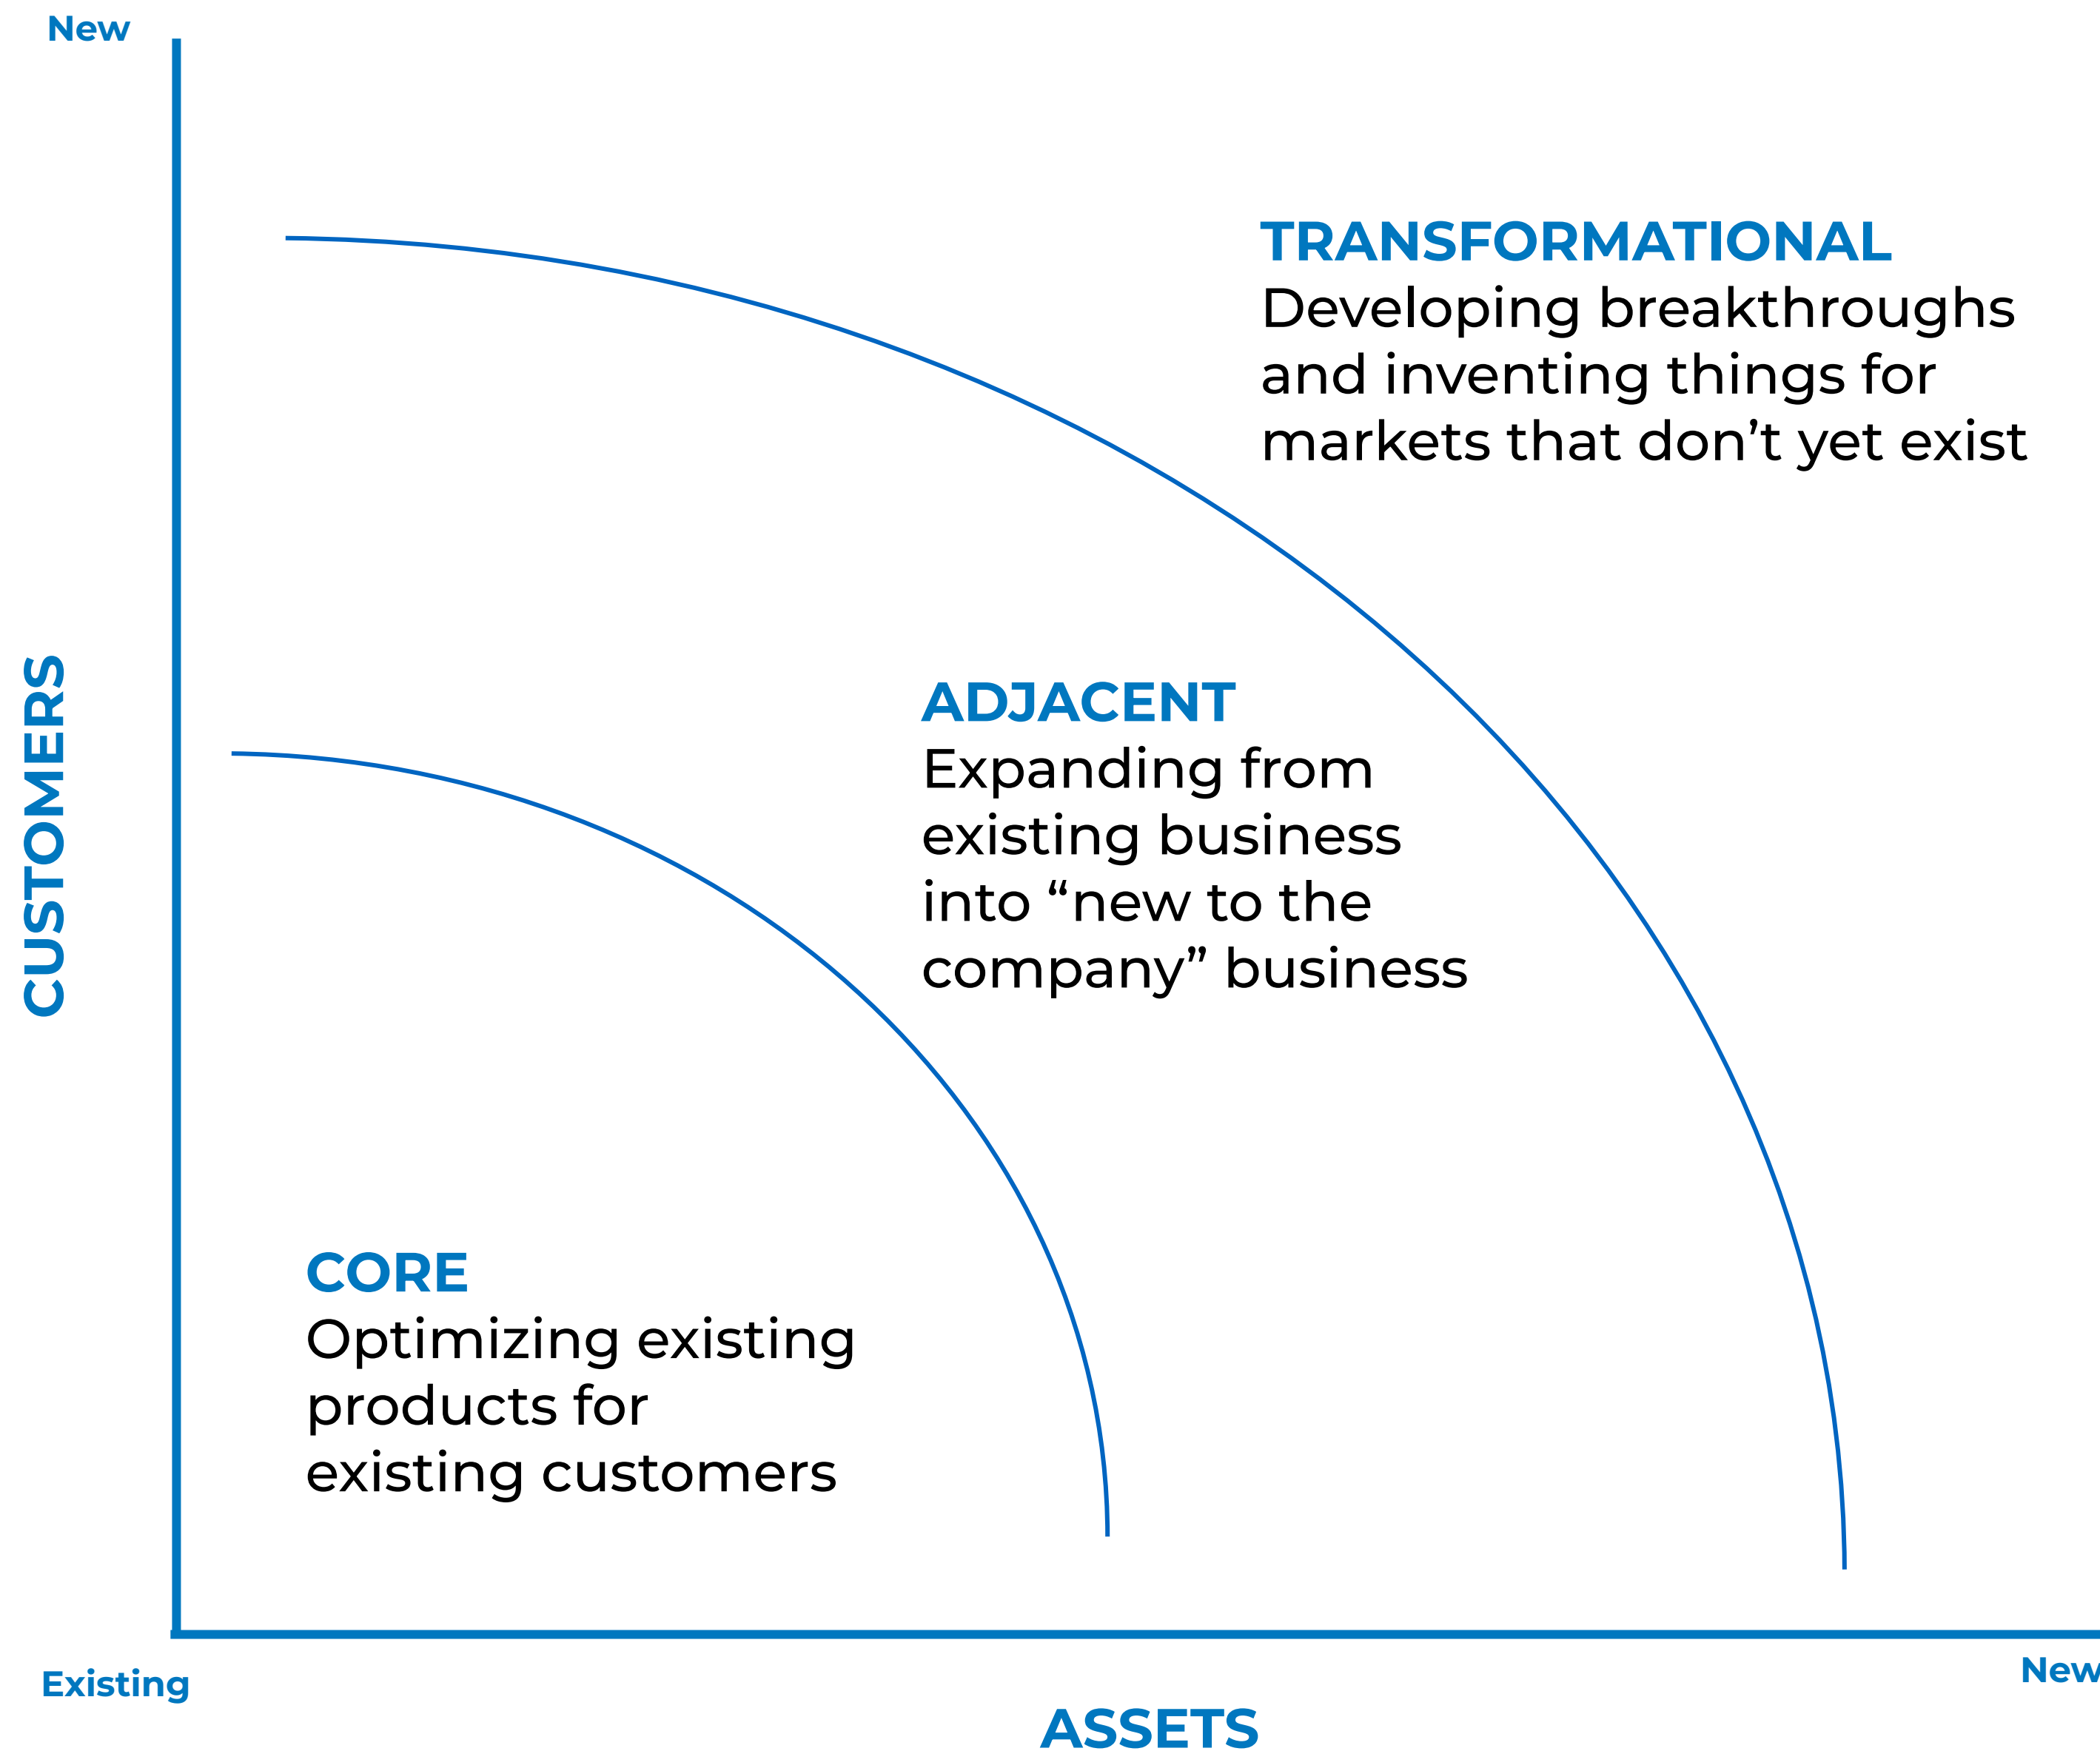 New
TRANSFORMATIONAL
Developing breakthroughs
and inventing things for
markets that don’t yet exist
CUSTOMERS
ADJACENT
Expanding from
existing business
into “new to the
company” business
CORE
Optimizing existing
products for
existing customers
Existing
New
ASSETS